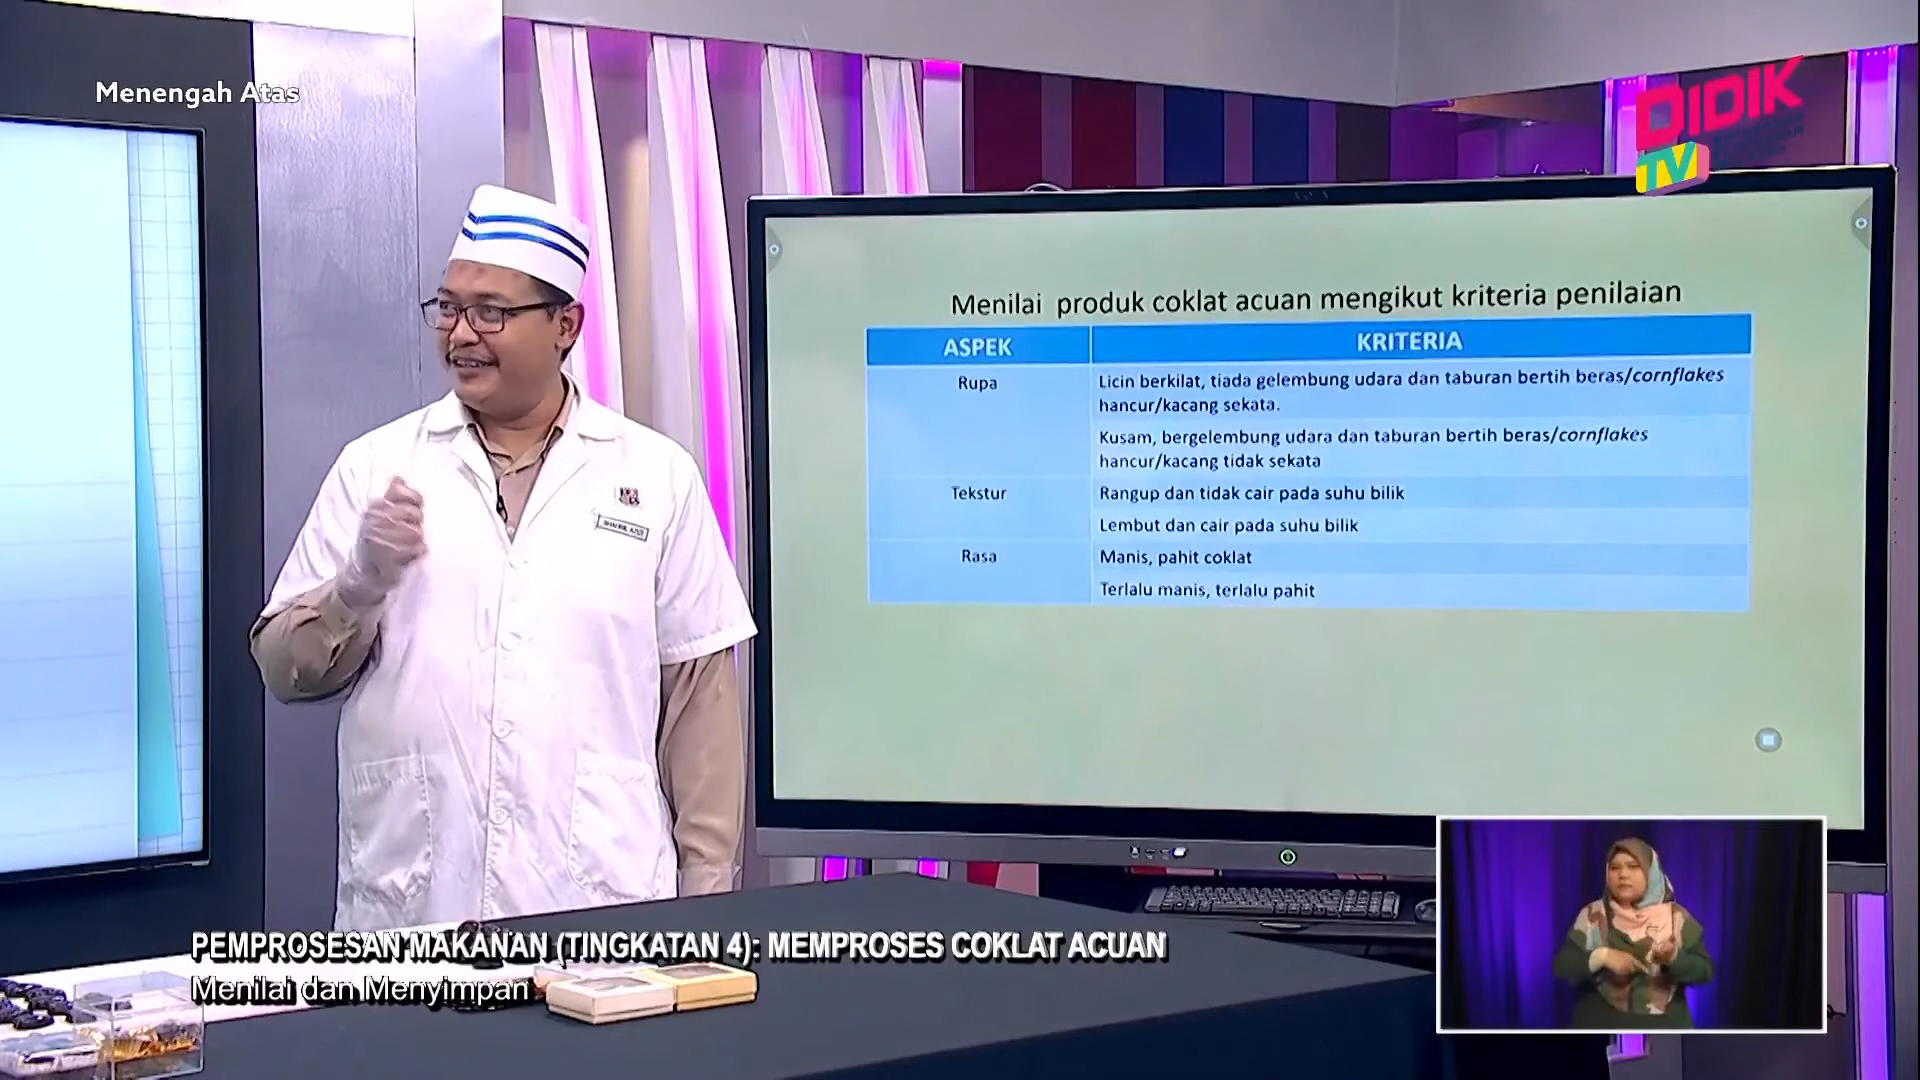 Menengah Atas
DIDIK
TV
Menilai produk coklat acuan mengikut kriteria penilaian
ASPEK
KRITERIA
Rupa
Licin berkilat, tiada gelembung udara dan taburan bertih beras/cornflakes
hancur/kacang sekata.
Kusam, bergelembung udara dan taburan bertih beras/cornflakes
hancur/kacang tidak sekata
Tekstur
Rangup dan tidak cair pada suhu bilik
Lembut dan cair pada suhu bilik
Rasa
Manis, pahit coklat
Terlalu manis, terlalu pahit
PEMPROSESAN MAKANAN (TINGKATAN 4): MEMPROSES COKLAT ACUAN
Menilai dan Menyimpan